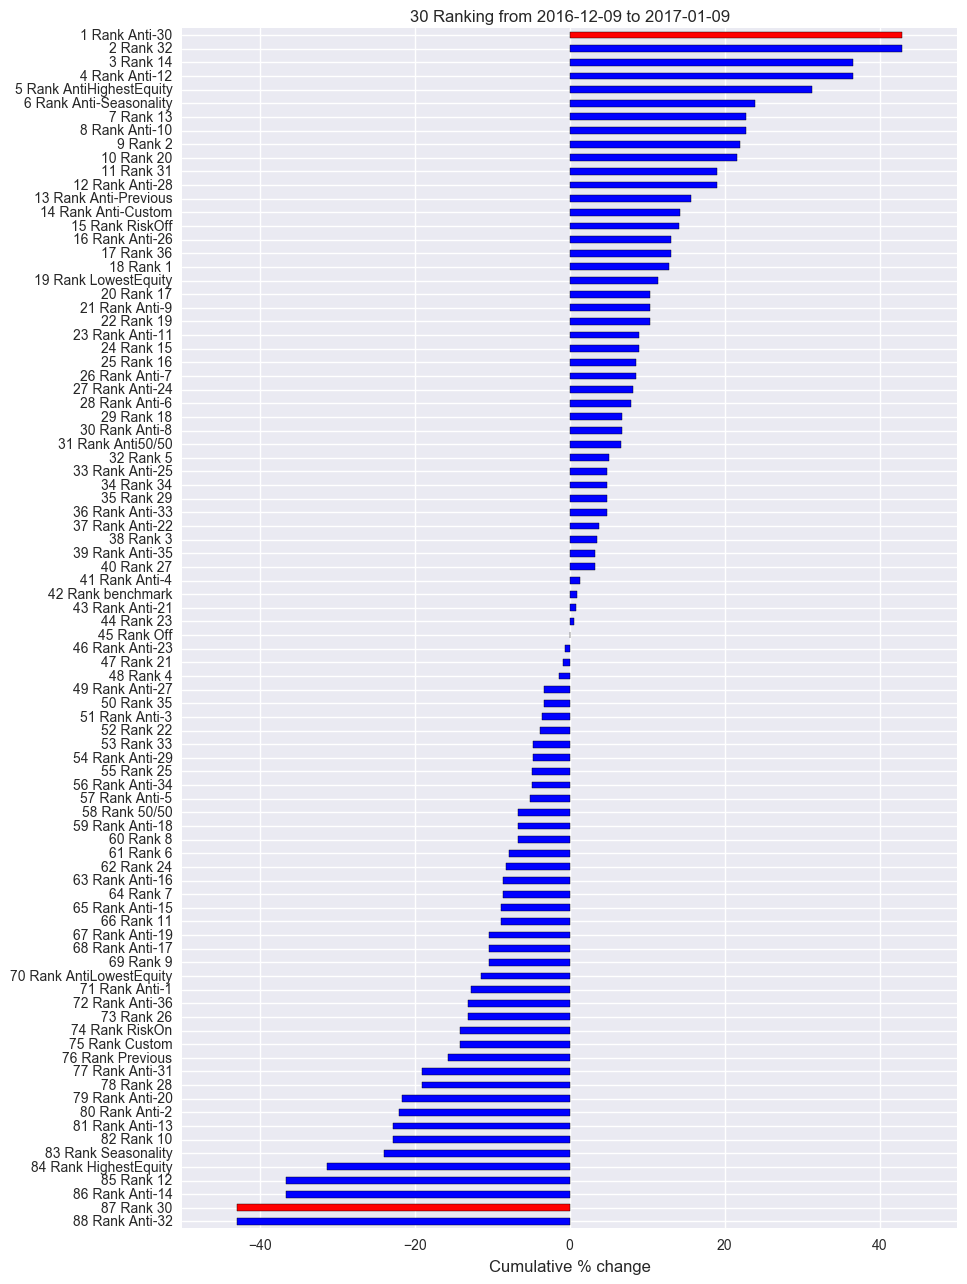 30 Ranking from 2016-12-09 to 2017-01-09
1 Rank Anti-30
2 Rank 32
3 Rank 14
4 Rank Anti-12
5 Rank AntiHighestEquity
6 Rank Anti-Seasonality
7 Rank 13
8 Rank Anti-10
9 Rank 2
10 Rank 20
11 Rank 31
12 Rank Anti-28
13 Rank Anti-Previous
14 Rank Anti-Custom
15 Rank RiskOff
16 Rank Anti-26
17 Rank 36
18 Rank 1
19 Rank LowestEquity
20 Rank 17
21 Rank Anti-9
22 Rank 19
23 Rank Anti-11
24 Rank 15
25 Rank 16
26 Rank Anti-7
27 Rank Anti-24
28 Rank Anti-6
29 Rank 18
30 Rank Anti-8
31 Rank Anti50/50
32 Rank 5
33 Rank Anti-25
34 Rank 34
35 Rank 29
36 Rank Anti-33
37 Rank Anti-22
38 Rank 3
39 Rank Anti-35
40 Rank 27
41 Rank Anti-4
42 Rank benchmark
43 Rank Anti-21
44 Rank 23
45 Rank Off
46 Rank Anti-23
47 Rank 21
48 Rank 4
49 Rank Anti-27
50 Rank 35
51 Rank Anti-3
52 Rank 22
53 Rank 33
54 Rank Anti-29
55 Rank 25
56 Rank Anti-34
57 Rank Anti-5
58 Rank 50/50
59 Rank Anti-18
60 Rank 8
61 Rank 6
62 Rank 24
63 Rank Anti-16
64 Rank 7
65 Rank Anti-15
66 Rank 11
67 Rank Anti-19
68 Rank Anti-17
69 Rank 9
70 Rank AntiLowestEquity
71 Rank Anti-1
72 Rank Anti-36
73 Rank 26
74 Rank RiskOn
75 Rank Custom
76 Rank Previous
77 Rank Anti-31
78 Rank 28
79 Rank Anti-20
80 Rank Anti-2
81 Rank Anti-13
82 Rank 10
83 Rank Seasonality
84 Rank HighestEquity
85 Rank 12
86 Rank Anti-14
87 Rank 30
88 Rank Anti-32
−40 −20 0 20 40
Cumulative % change